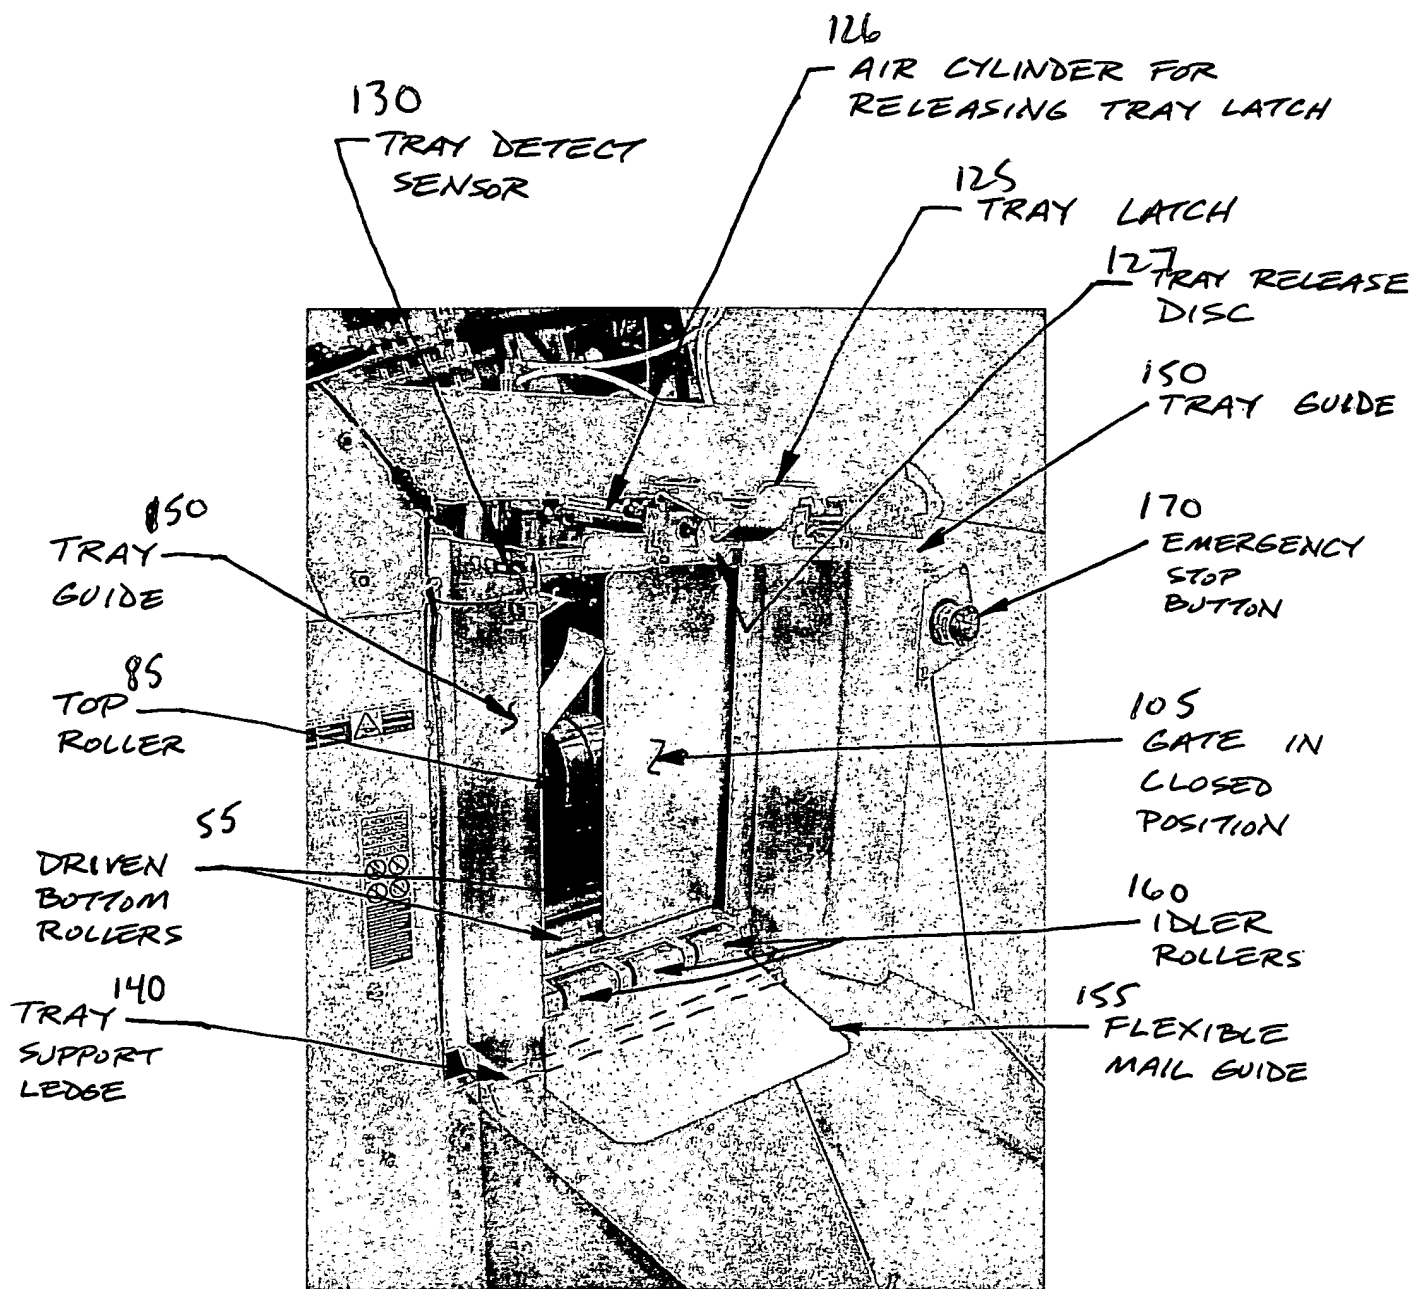 126
AIR CYLINDER FOR
RELEASING TRAY LATCH
130
TRAY DETECT
SENSOR
125
TRAY LATCH
127
TRAY RELEASE
DISC
150
TRAY GUIDE
150
TRAY
GUIDE
170
EMERGENCY
STOP
BUTTON
85
TOP
ROLLER
105
GATE IN
CLOSED
POSITION
55
DRIVEN
BOTTOM
ROLLERS
160
IDLER
ROLLERS
140
TRAY
SUPPORT
LEDGE
155
FLEXIBLE
MAIL GUIDE